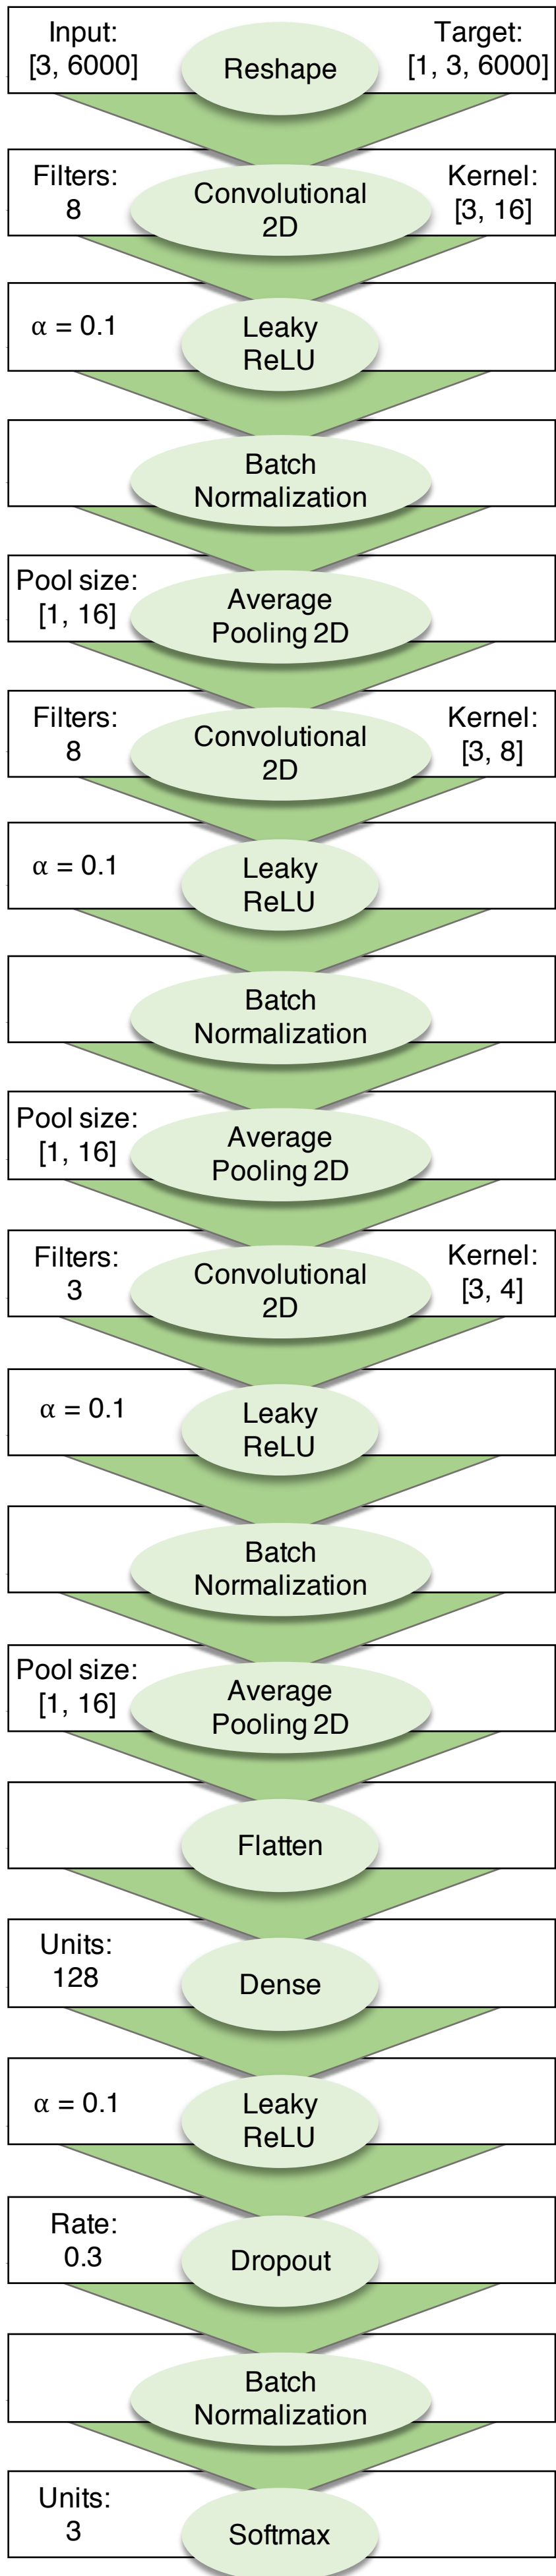 Input:
[3, 6000]
Reshape
Target:
[1, 3, 6000]
Filters:
8
Convolutional
2D
Kernel:
[3, 16]
α = 0.1
Leaky
ReLU
Batch
Normalization
Pool size:
[1, 16]
Average
Pooling 2D
Filters:
8
Convolutional
2D
Kernel:
[3, 8]
α = 0.1
Leaky
ReLU
Batch
Normalization
Pool size:
[1, 16]
Average
Pooling 2D
Filters:
3
Convolutional
2D
Kernel:
[3, 4]
α = 0.1
Leaky
ReLU
Batch
Normalization
Pool size:
[1, 16]
Average
Pooling 2D
Flatten
Units:
128
Dense
α = 0.1
Leaky
ReLU
Rate:
0.3
Dropout
Batch
Normalization
Units:
3
Softmax